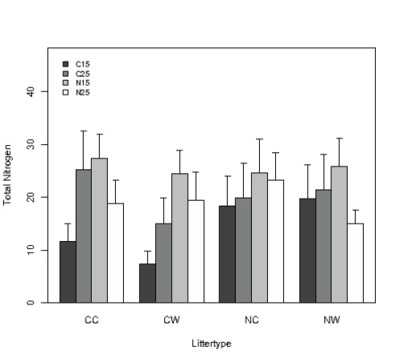 C15
C25
N15
N25
40
30
20
10
0
Total Nitrogen
CC CW NC NW
Littertype